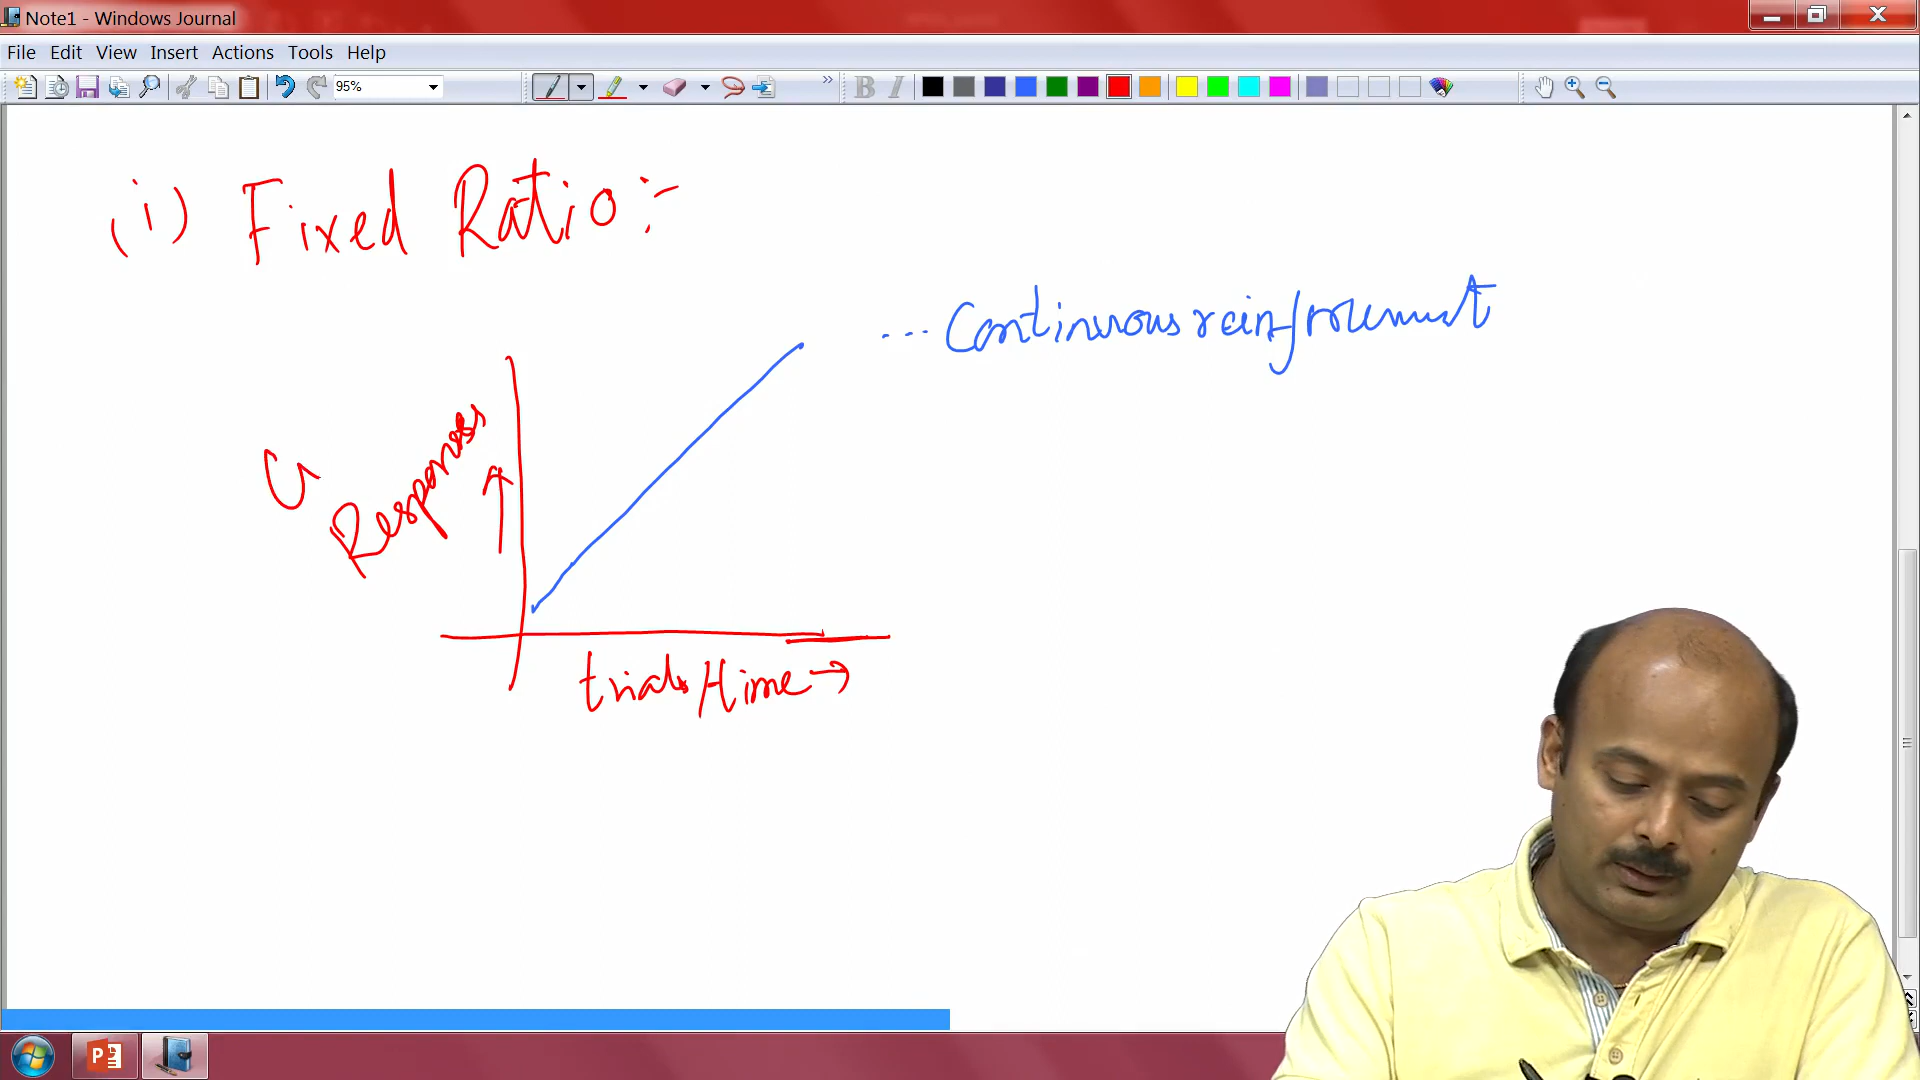 Note1 - Windows Journal
File Edit View Insert Actions Tools Help
95%
B I
(i) Fixed Ratio :-
... Continuous reinforcement
Responses
trials/time →